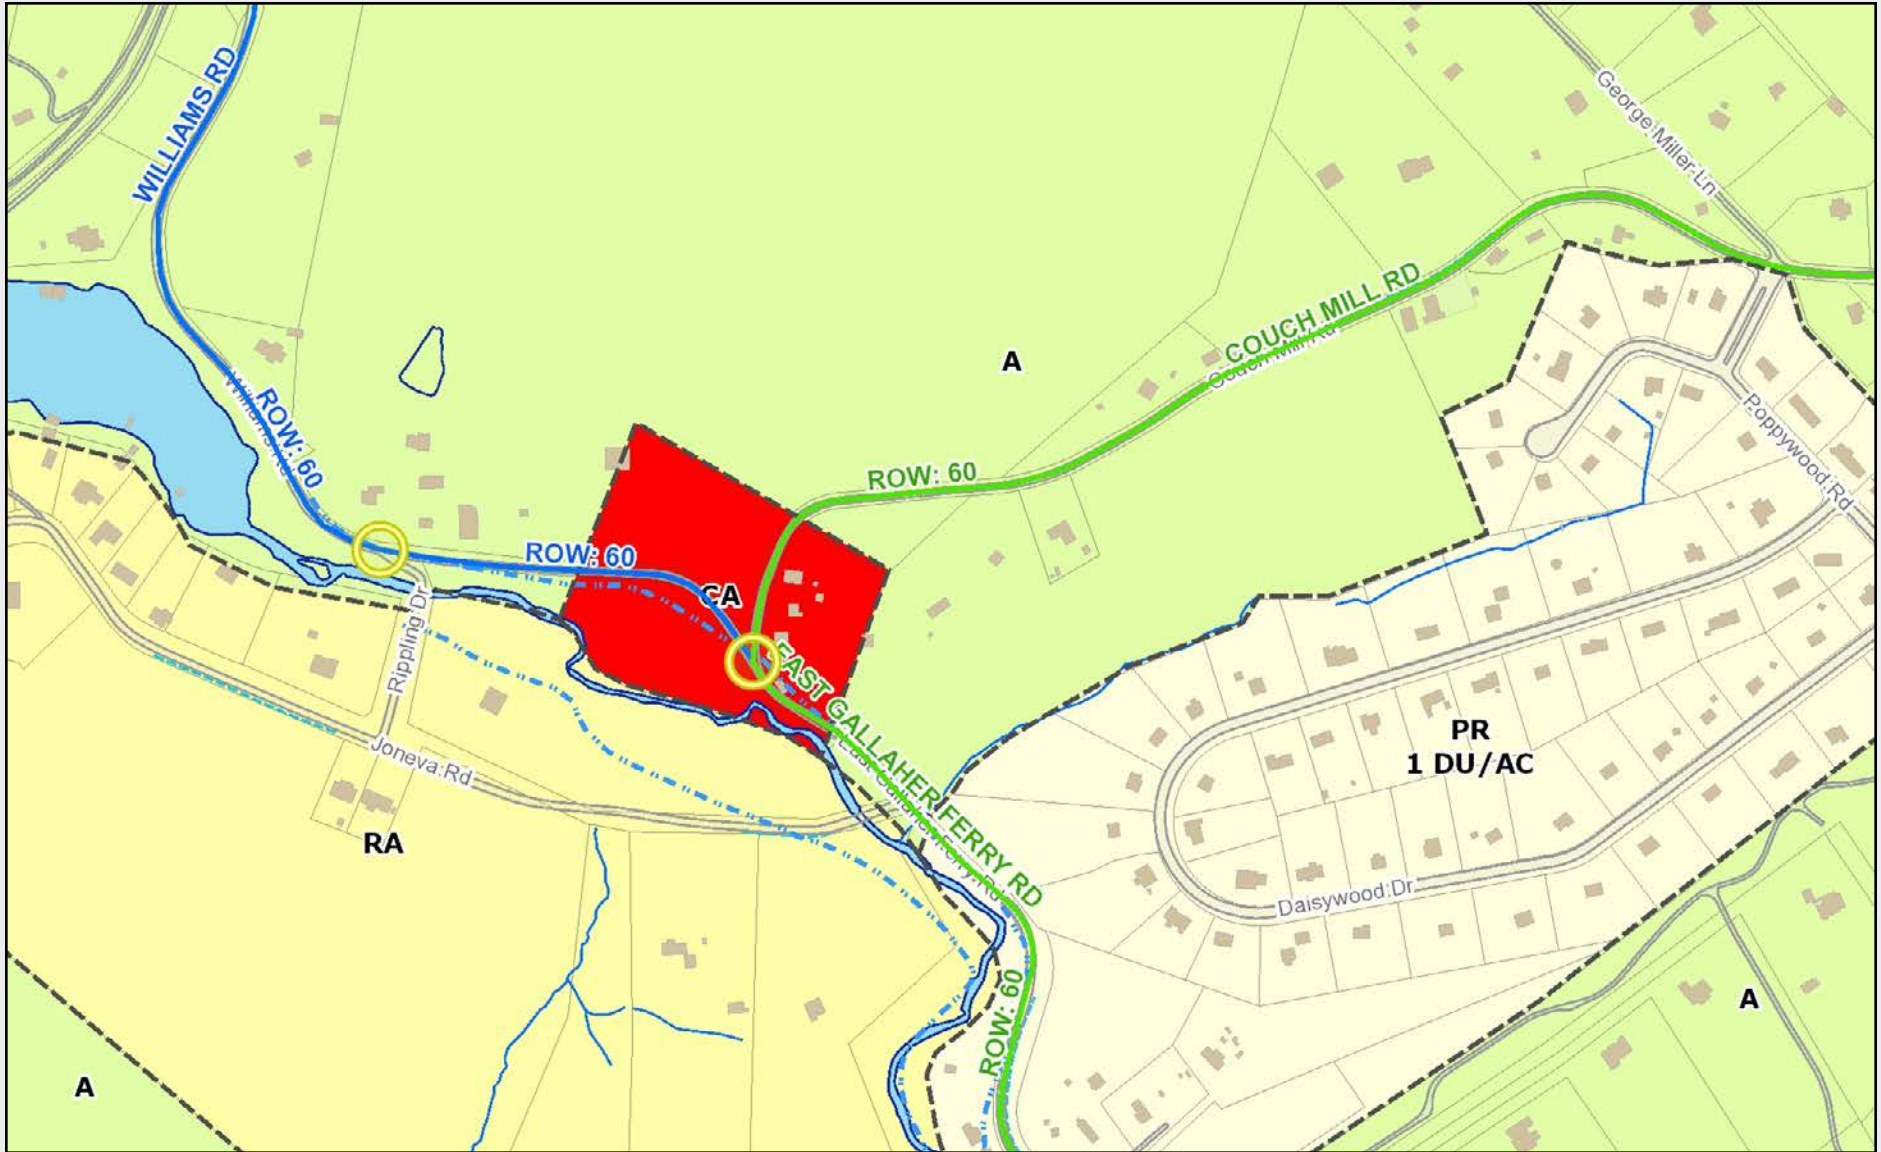 WILLIAMS RD
George Miller Ln
COUCH MILL RD
Couch Mill Rd
A
ROW: 60
Williams Rd
Poppywood Rd
ROW: 60
ROW: 60
CA
Rippling Dr
EAST GALLAHER FERRY RD
East Gallaher Ferry Rd
PR
1 DU/AC
Joneva Rd
RA
Daisywood Dr
ROW: 60
A
A